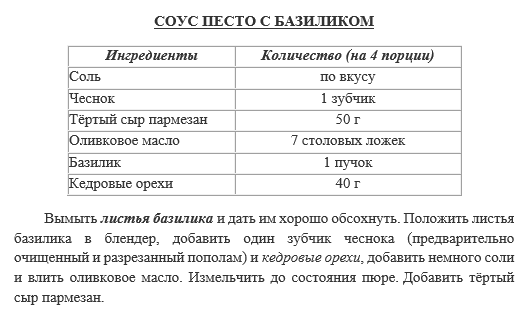 СОУС ПЕСТО С БАЗИЛИКОМ
Ингредиенты Количество (на 4 порции)
Соль по вкусу
Чеснок 1 зубчик
Тёртый сыр пармезан 50 г
Оливковое масло 7 столовых ложек
Базилик 1 пучок
Кедровые орехи 40 г
Вымыть листья базилика и дать им хорошо обсохнуть. Положить листья
базилика в блендер, добавить один зубчик чеснока (предварительно
очищенный и разрезанный пополам) и кедровые орехи, добавить немного соли
и влить оливковое масло. Измельчить до состояния пюре. Добавить тёртый
сыр пармезан.